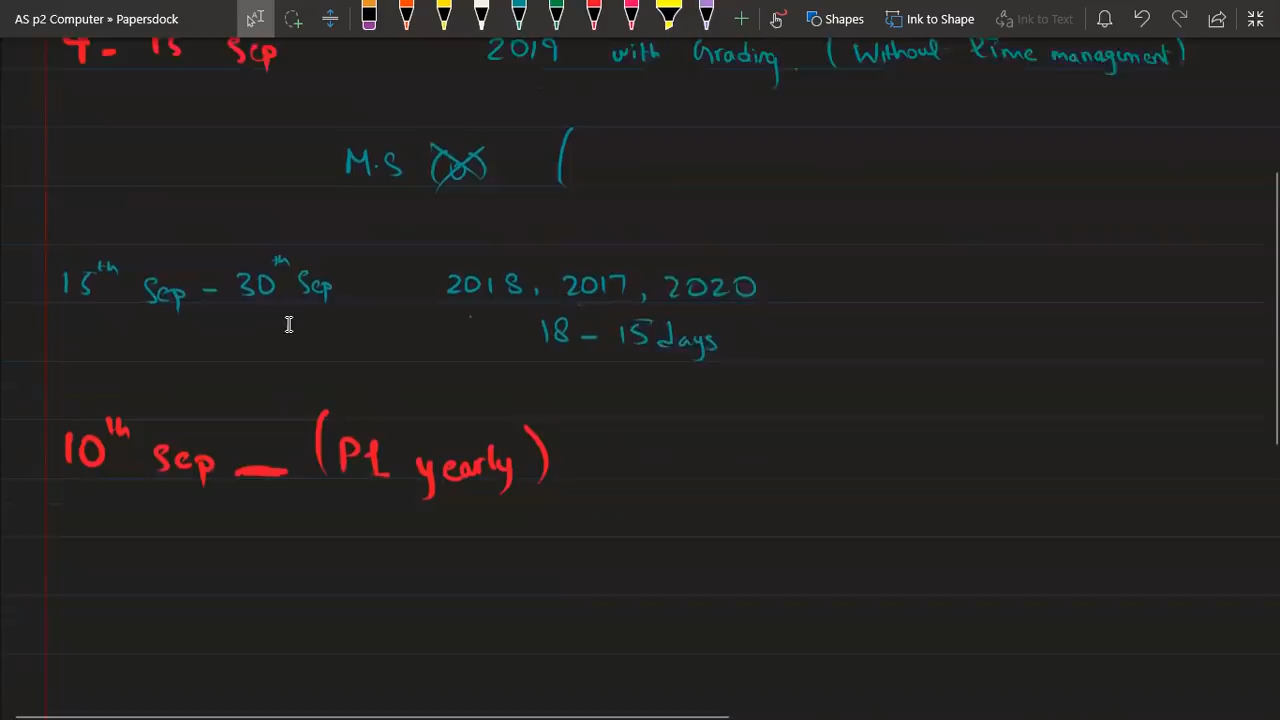 AS p2 Computer » Papersdock
Shapes
Ink to Shape
Ink to Text
15 Sep 2019 with Grading (Without time management)
M.S (
15th Sep - 30th Sep 2018, 2017, 2020
18 - 15 days
10th Sep — (P1 yearly)